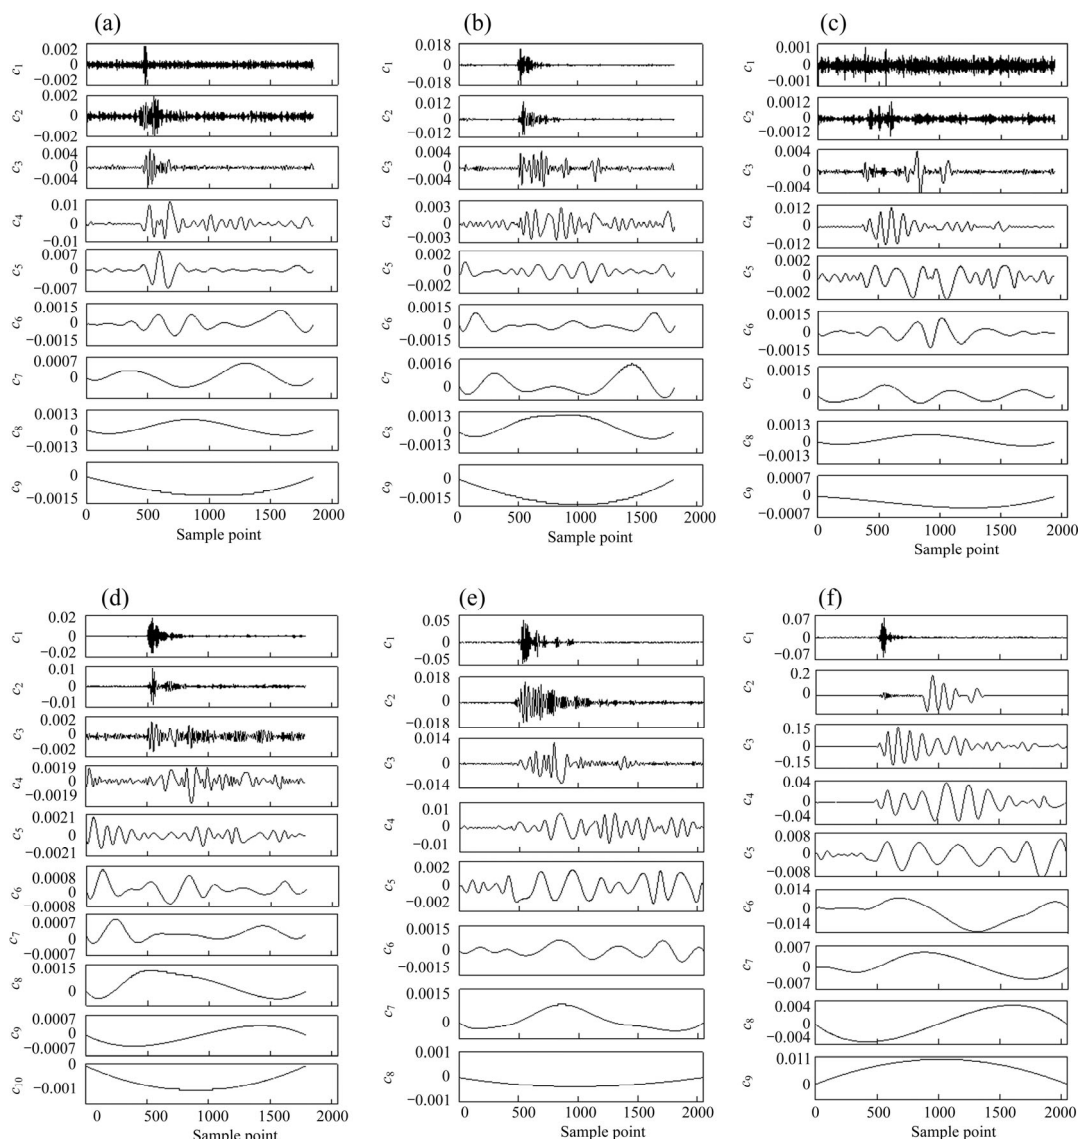 (a)
c1 0.002 0 −0.002
c2 0.002 0 −0.002
c3 0.004 0 −0.004
c4 0.01 0 −0.01
c5 0.007 0 −0.007
c6 0.0015 0 −0.0015
c7 0.0007 0
c8 0.0013 0 −0.0013
c9 0 −0.0015
0 500 1000 1500 2000
Sample point
(b)
c1 0.018 0 −0.018
c2 0.012 0 −0.012
c3 0.004 0 −0.004
c4 0.003 0 −0.003
c5 0.002 0 −0.002
c6 0.0015 0 −0.0015
c7 0.0016 0
c8 0.0013 0 −0.0013
c9 0 −0.0015
0 500 1000 1500 2000
Sample point
(c)
c1 0.001 0 −0.001
c2 0.0012 0 −0.0012
c3 0.004 0 −0.004
c4 0.012 0 −0.012
c5 0.002 0 −0.002
c6 0.0015 0 −0.0015
c7 0.0015 0
c8 0.0013 0 −0.0013
c9 0.0007 0 −0.0007
0 500 1000 1500 2000
Sample point
(d)
c1 0.02 0 −0.02
c2 0.01 0 −0.01
c3 0.002 0 −0.002
c4 0.0019 0 −0.0019
c5 0.0021 0 −0.0021
c6 0.0008 0 −0.0008
c7 0.0007 0 −0.0007
c8 0.0015 0
c9 0.0007 0 −0.0007
c10 0 −0.001
0 500 1000 1500 2000
Sample point
(e)
c1 0.05 0 −0.05
c2 0.018 0 −0.018
c3 0.014 0 −0.014
c4 0.01 0 −0.01
c5 0.002 0 −0.002
c6 0.0015 0 −0.0015
c7 0.0015 0
c8 0.001 0 −0.001
0 500 1000 1500 2000
Sample point
(f)
c1 0.07 0 −0.07
c2 0.2 0
c3 0.15 0 −0.15
c4 0.04 0 −0.04
c5 0.008 0 −0.008
c6 0.014 0 −0.014
c7 0.007 0 −0.007
c8 0.004 0 −0.004
c9 0.011 0
0 500 1000 1500 2000
Sample point